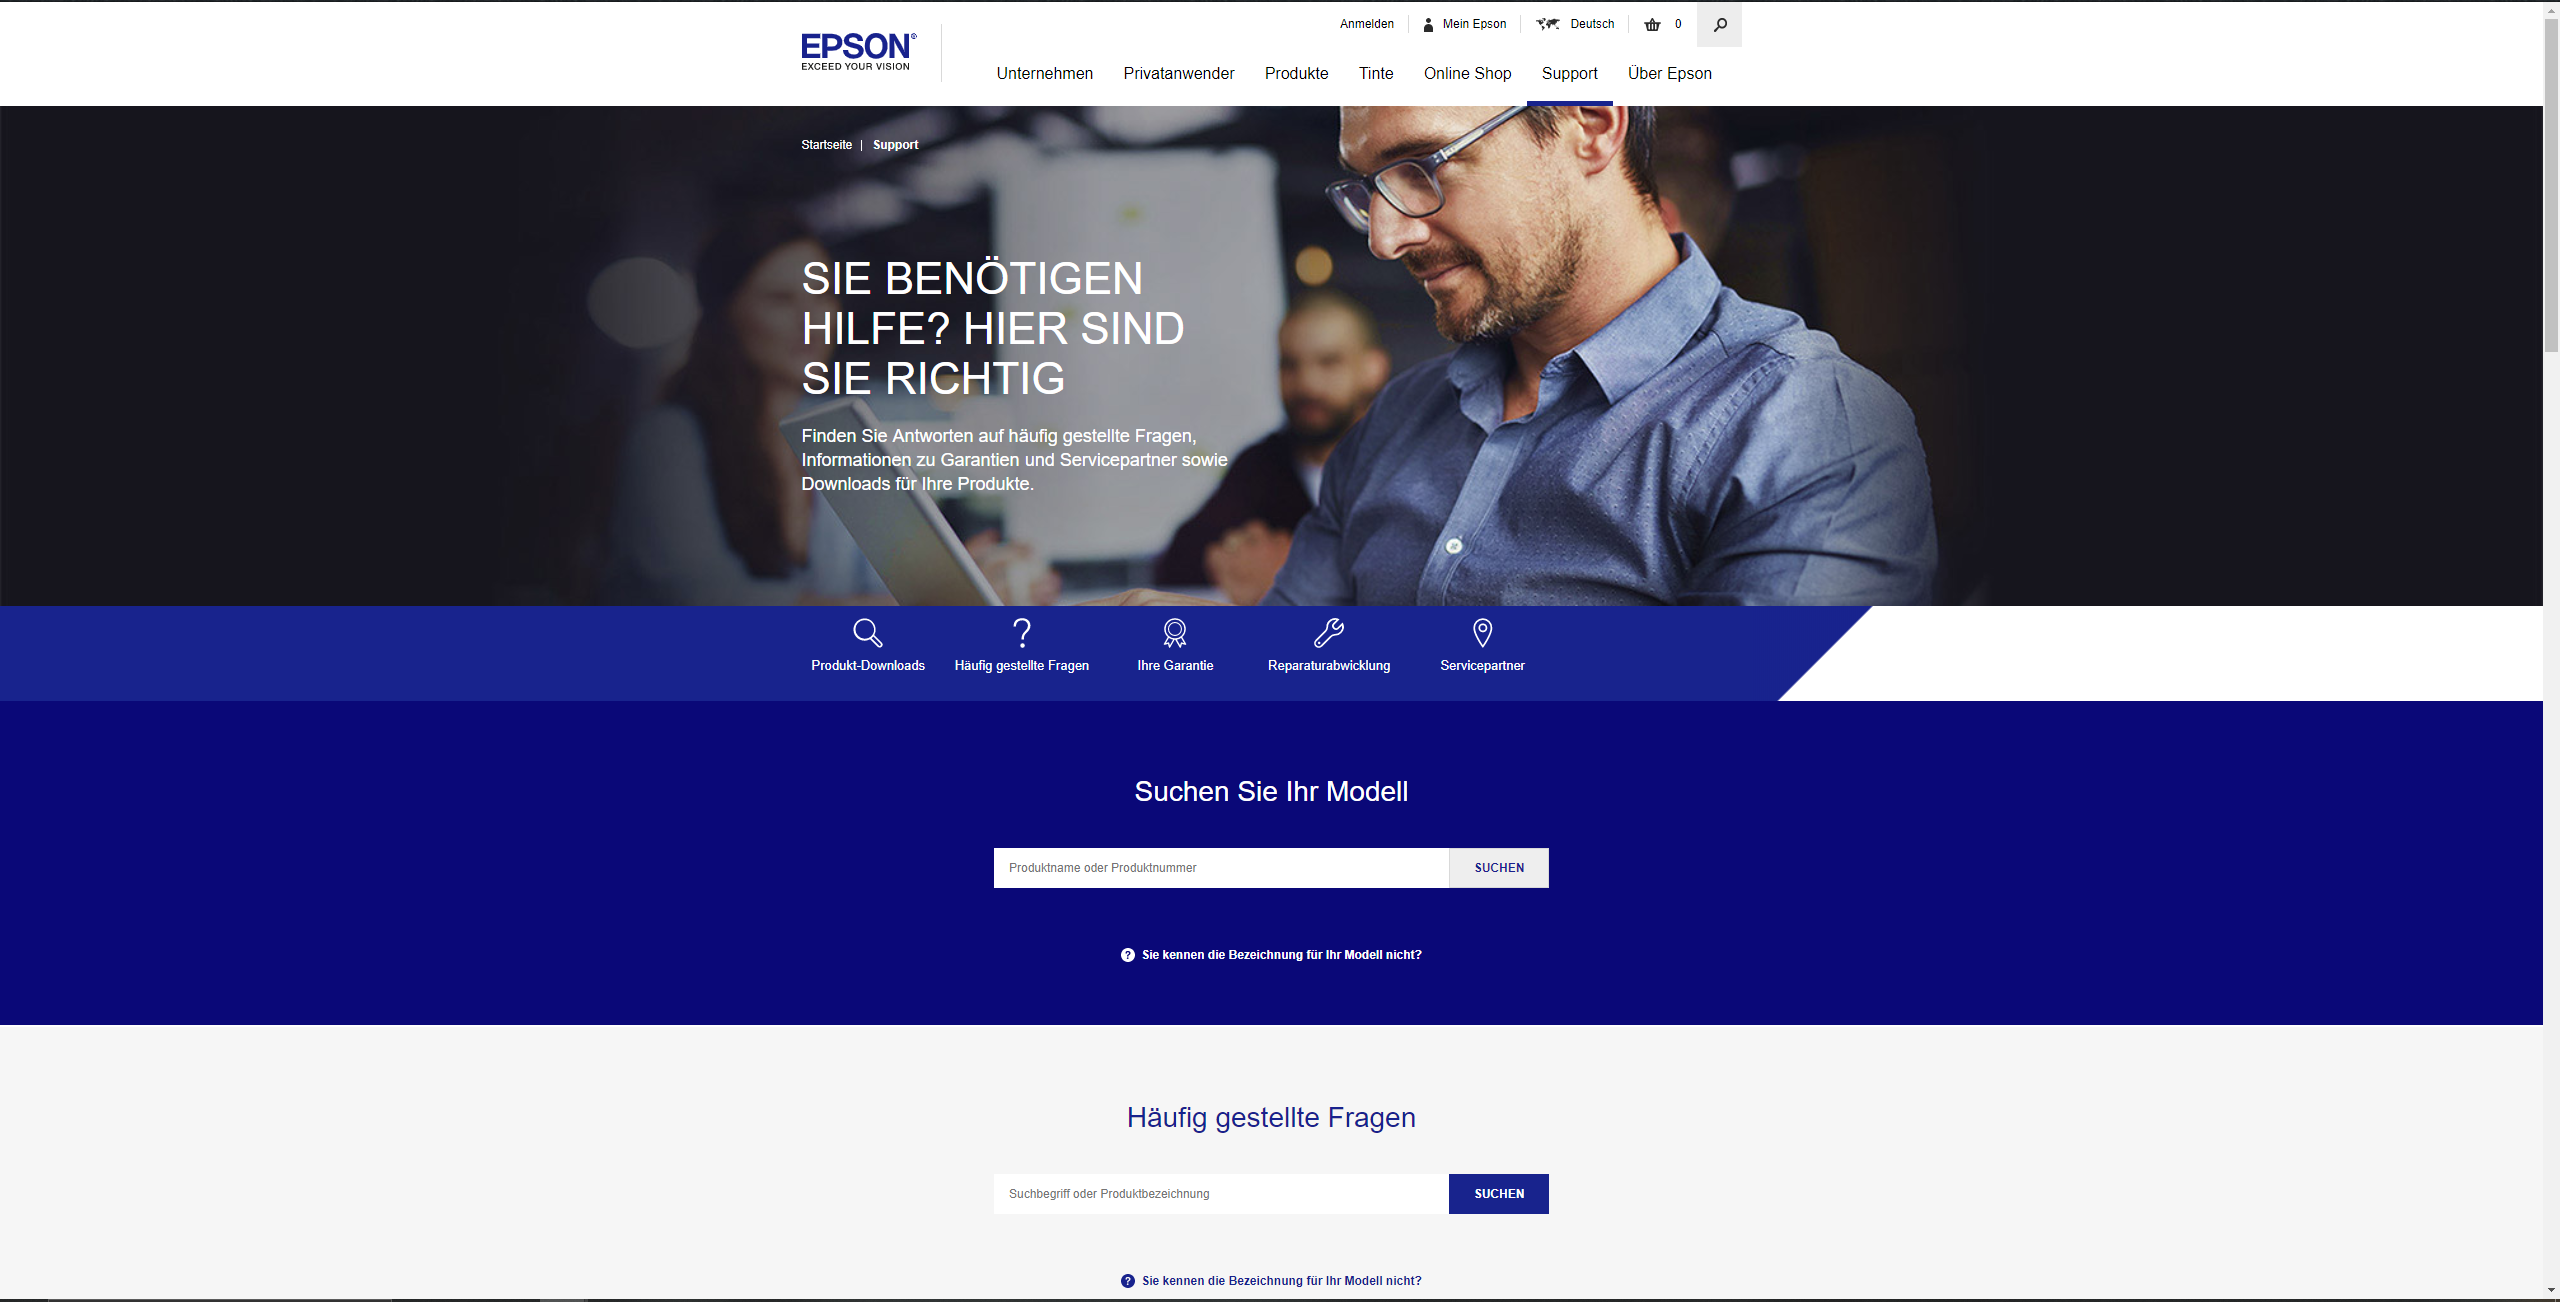 EPSON®
EXCEED YOUR VISION
Anmelden
Mein Epson
Deutsch
0
Unternehmen
Privatanwender
Produkte
Tinte
Online Shop
Support
Über Epson
Startseite | Support
SIE BENÖTIGEN
HILFE? HIER SIND
SIE RICHTIG
Finden Sie Antworten auf häufig gestellte Fragen,
Informationen zu Garantien und Servicepartner sowie
Downloads für Ihre Produkte.
Produkt-Downloads
Häufig gestellte Fragen
Ihre Garantie
Reparaturabwicklung
Servicepartner
Suchen Sie Ihr Modell
Produktname oder Produktnummer
SUCHEN
Sie kennen die Bezeichnung für Ihr Modell nicht?
Häufig gestellte Fragen
Suchbegriff oder Produktbezeichnung
SUCHEN
Sie kennen die Bezeichnung für Ihr Modell nicht?